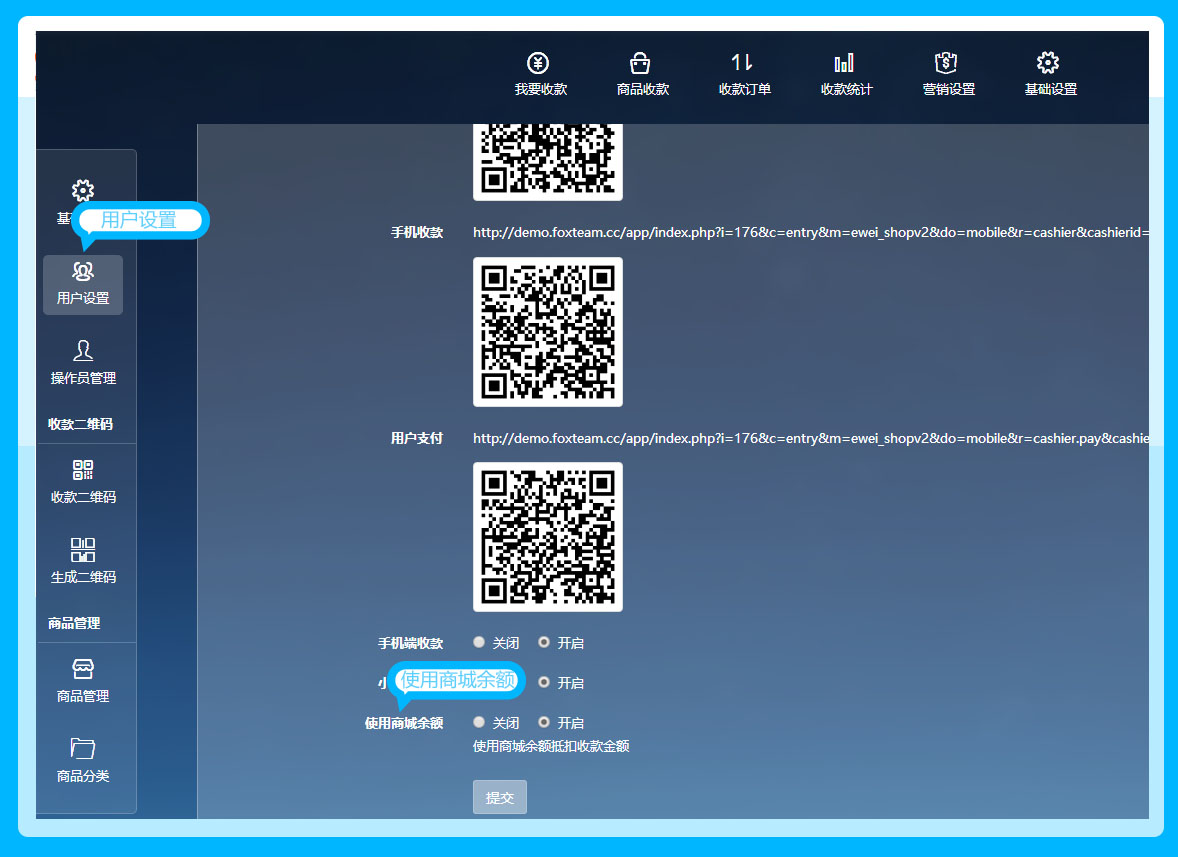 我要收款 商品收款 收款订单 收款统计 营销设置 基础设置
用户设置
手机收款 http://demo.foxteam.cc/app/index.php?i=176&c=entry&m=ewei_shopv2&do=mobile&r=cashier&cashierid=
用户设置
操作员管理
收款二维码
用户支付 http://demo.foxteam.cc/app/index.php?i=176&c=entry&m=ewei_shopv2&do=mobile&r=cashier.pay&cashie
收款二维码
生成二维码
商品管理
手机端收款 关闭 开启
使用商城余额 开启
商品管理
使用商城余额 关闭 开启
使用商城余额抵扣收款金额
商品分类
提交